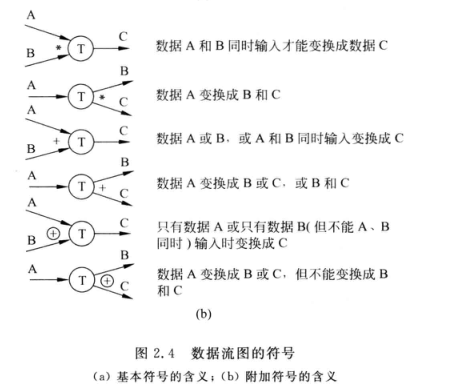 A
B
*
T
C
数据 A 和 B 同时输入才能变换成数据 C
A
T
*
B
C
数据 A 变换成 B 和 C
A
B
+
T
C
数据 A 或 B，或 A 和 B 同时输入变换成 C
A
T
+
B
C
数据 A 变换成 B 或 C，或 B 和 C
A
B
⊕
T
C
只有数据 A 或只有数据 B（但不能 A、B
同时）输入时变换成 C
A
T
⊕
B
C
数据 A 变换成 B 或 C，但不能变换成 B
和 C
(b)
图 2.4 数据流图的符号
(a) 基本符号的含义；(b) 附加符号的含义